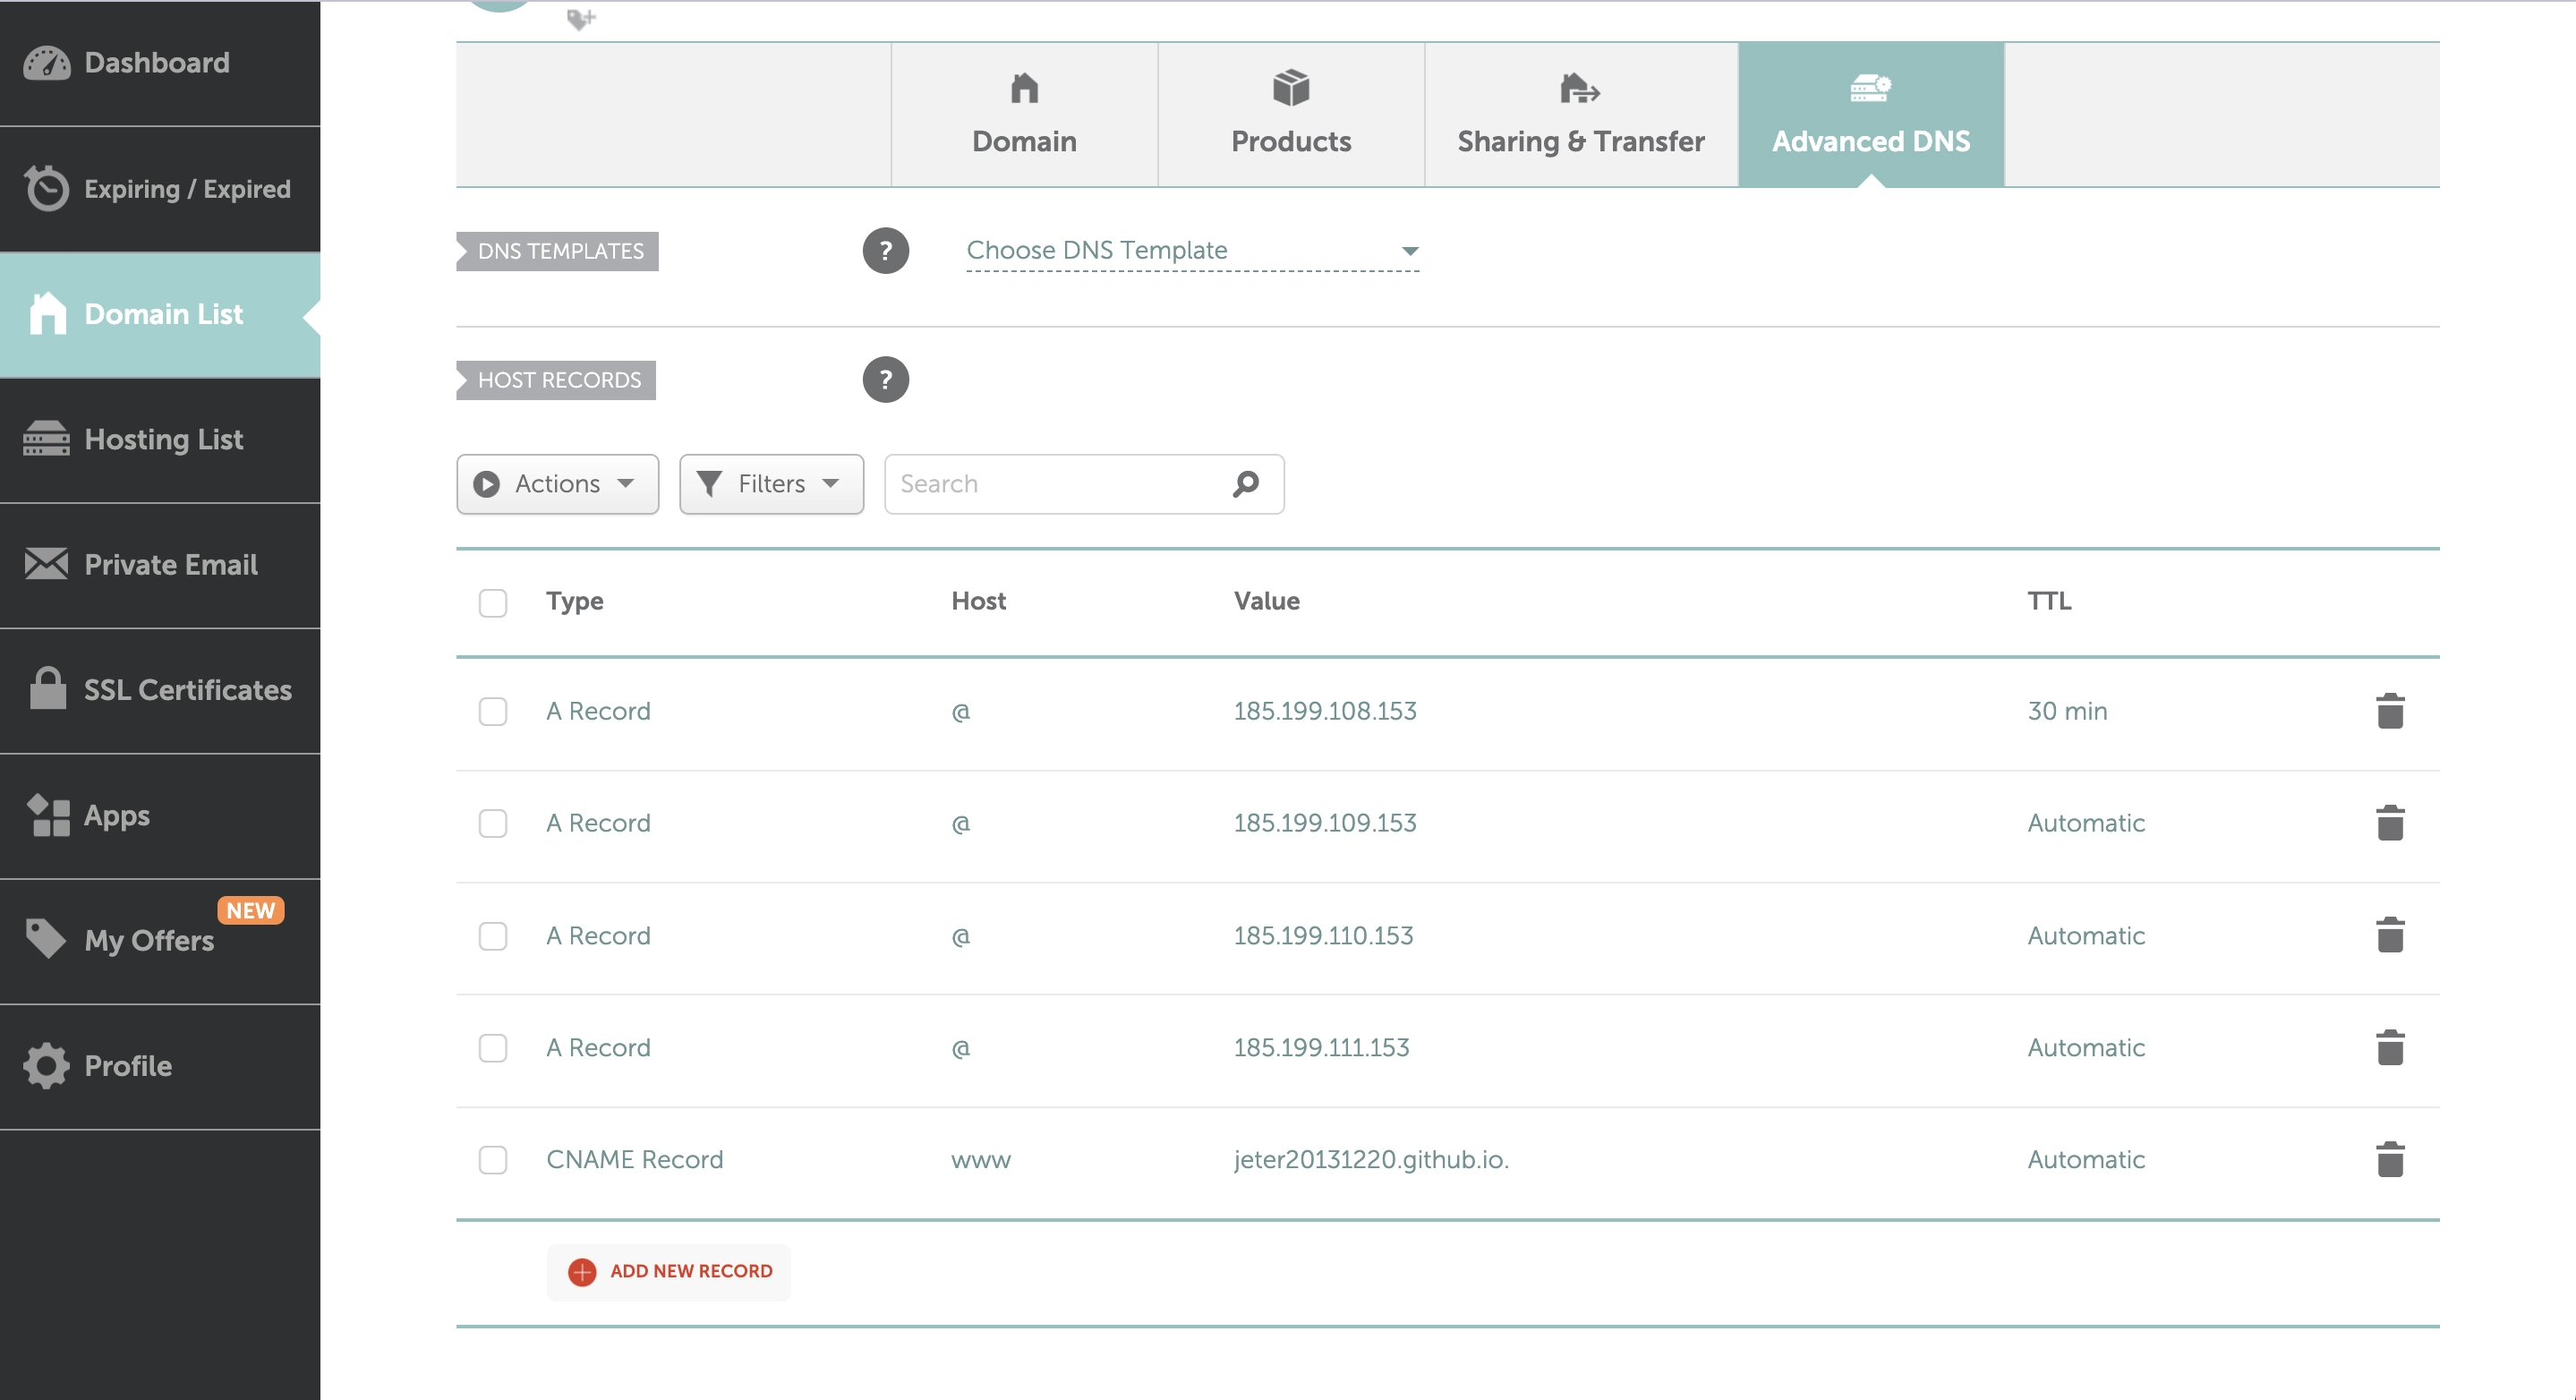 Dashboard
Expiring / Expired
Domain List
Hosting List
Private Email
SSL Certificates
Apps
NEW
My Offers
Profile
Domain
Products
Sharing & Transfer
Advanced DNS
DNS TEMPLATES
?
Choose DNS Template
HOST RECORDS
?
Actions
Filters
Search
Type Host Value TTL
A Record @ 185.199.108.153 30 min
A Record @ 185.199.109.153 Automatic
A Record @ 185.199.110.153 Automatic
A Record @ 185.199.111.153 Automatic
CNAME Record www jeter20131220.github.io. Automatic
ADD NEW RECORD